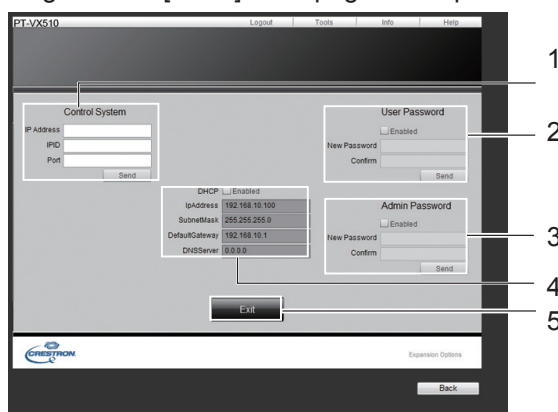 PT-VX510 Logout Tools Info Help
Control System
IP Address
IPID
Port
Send
User Password
Enabled
New Password
Confirm
Send
DHCP Enabled
IpAddress 192.168.10.100
SubnetMask 255.255.255.0
DefaultGateway 192.168.10.1
DNSServer 0.0.0.0
Admin Password
Enabled
New Password
Confirm
Send
Exit
CRESTRON Expansion Options
Back
1
2
3
4
5